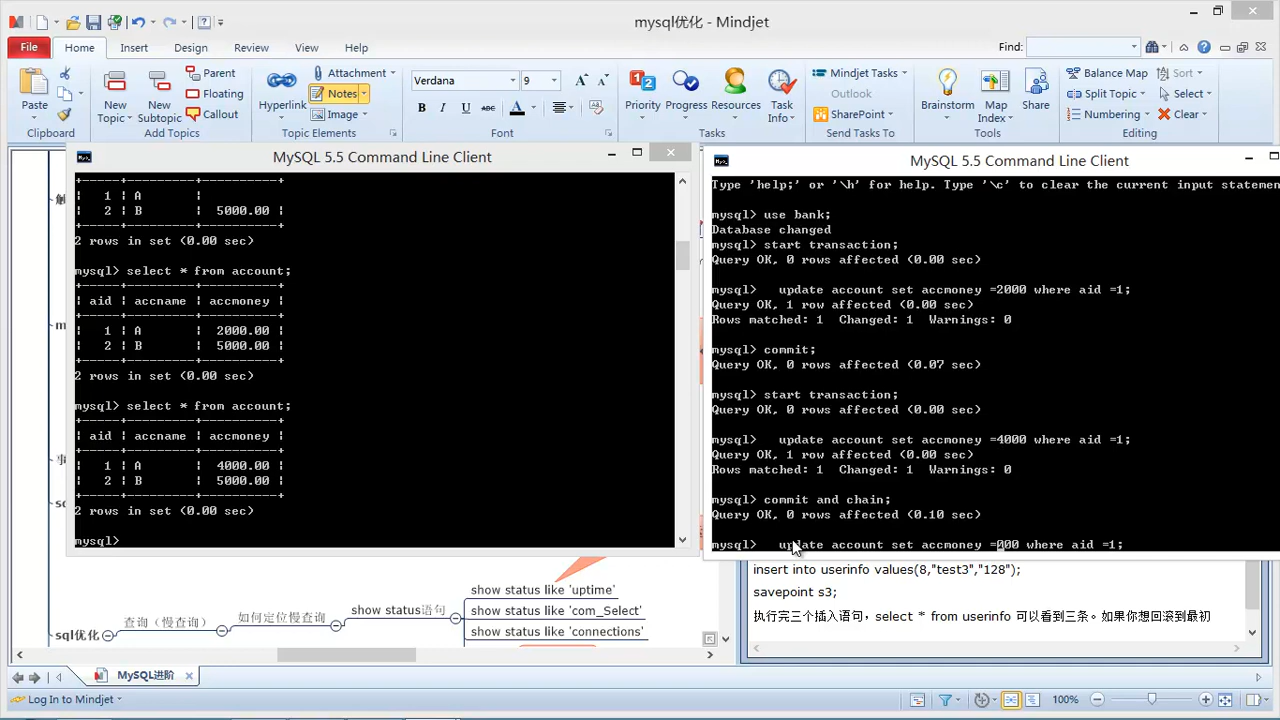 mysql优化 - Mindjet
File Home Insert Design Review View Help Find:
Paste
Clipboard
New Topic New Subtopic Parent Floating Callout
Add Topics
Hyperlink Attachment Notes Image
Topic Elements
Verdana 9
B I U abc A
Font
Priority Progress Resources Task Info
Tasks
Mindjet Tasks
Outlook
SharePoint
Send Tasks To
Brainstorm Map Index Share
Tools
Balance Map Sort
Split Topic Select
Numbering Clear
Editing
MySQL 5.5 Command Line Client
+-----+---------+----------+
| 1 | A |
| 2 | B | 5000.00 |
+-----+---------+----------+
2 rows in set (0.00 sec)
mysql> select * from account;
+-----+---------+----------+
| aid | accname | accmoney |
+-----+---------+----------+
| 1 | A | 2000.00 |
| 2 | B | 5000.00 |
+-----+---------+----------+
2 rows in set (0.00 sec)
mysql> select * from account;
+-----+---------+----------+
| aid | accname | accmoney |
+-----+---------+----------+
| 1 | A | 4000.00 |
| 2 | B | 5000.00 |
+-----+---------+----------+
2 rows in set (0.00 sec)
mysql>
MySQL 5.5 Command Line Client
Type 'help;' or '\h' for help. Type '\c' to clear the current input statemen
mysql> use bank;
Database changed
mysql> start transaction;
Query OK, 0 rows affected (0.00 sec)
mysql> update account set accmoney =2000 where aid =1;
Query OK, 1 row affected (0.00 sec)
Rows matched: 1 Changed: 1 Warnings: 0
mysql> commit;
Query OK, 0 rows affected (0.07 sec)
mysql> start transaction;
Query OK, 0 rows affected (0.00 sec)
mysql> update account set accmoney =4000 where aid =1;
Query OK, 1 row affected (0.00 sec)
Rows matched: 1 Changed: 1 Warnings: 0
mysql> commit and chain;
Query OK, 0 rows affected (0.10 sec)
mysql> update account set accmoney =000 where aid =1;
insert into userinfo values(8,"test3","128");
savepoint s3;
执行完三个插入语句，select * from userinfo 可以看到三条。如果你想回滚到最初
sql优化
查询（慢查询）
如何定位慢查询
show status语句
show status like 'uptime'
show status like 'com_Select'
show status like 'connections'
MySQL进阶
Log In to Mindjet
100%